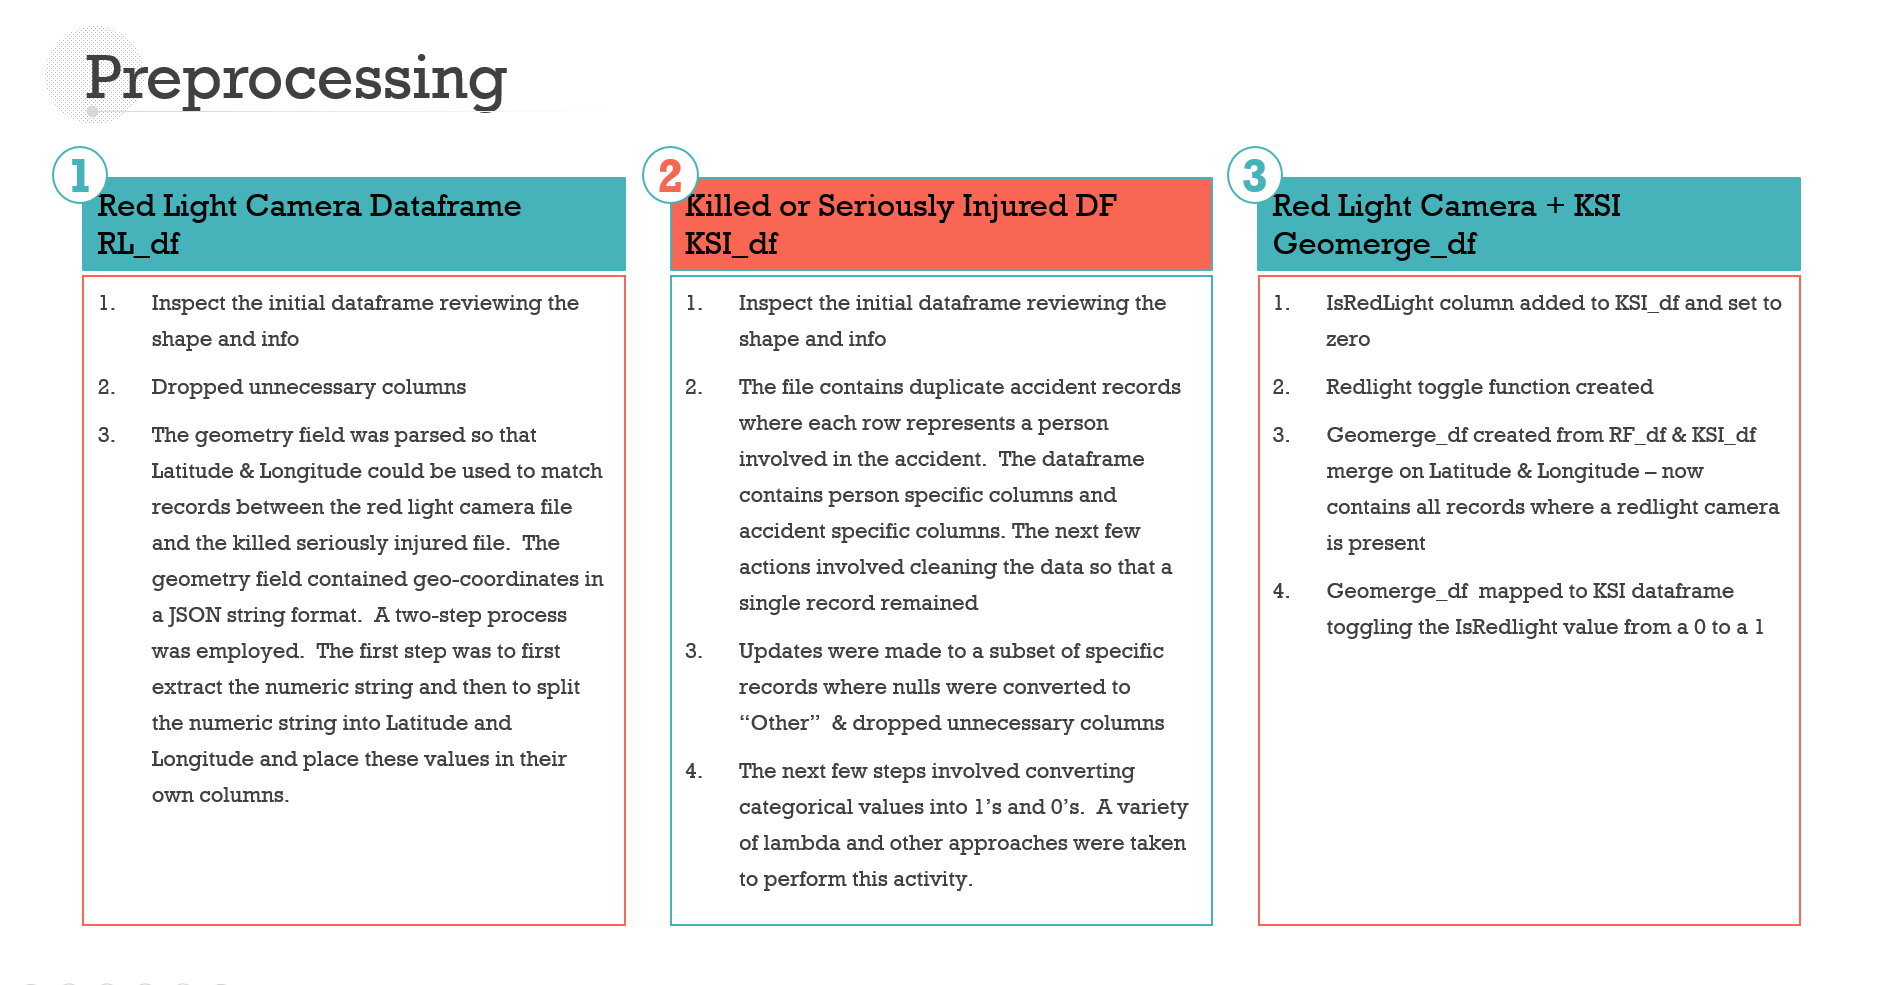 Preprocessing
1
Red Light Camera Dataframe
RL_df
1. Inspect the initial dataframe reviewing the
shape and info
2. Dropped unnecessary columns
3. The geometry field was parsed so that
Latitude & Longitude could be used to match
records between the red light camera file
and the killed seriously injured file.  The
geometry field contained geo-coordinates in
a JSON string format.  A two-step process
was employed.  The first step was to first
extract the numeric string and then to split
the numeric string into Latitude and
Longitude and place these values in their
own columns.
2
Killed or Seriously Injured DF
KSI_df
1. Inspect the initial dataframe reviewing the
shape and info
2. The file contains duplicate accident records
where each row represents a person
involved in the accident.  The dataframe
contains person specific columns and
accident specific columns. The next few
actions involved cleaning the data so that a
single record remained
3. Updates were made to a subset of specific
records where nulls were converted to
“Other”  & dropped unnecessary columns
4. The next few steps involved converting
categorical values into 1’s and 0’s.  A variety
of lambda and other approaches were taken
to perform this activity.
3
Red Light Camera + KSI
Geomerge_df
1. IsRedLight column added to KSI_df and set to
zero
2. Redlight toggle function created
3. Geomerge_df created from RF_df & KSI_df
merge on Latitude & Longitude – now
contains all records where a redlight camera
is present
4. Geomerge_df  mapped to KSI dataframe
toggling the IsRedlight value from a 0 to a 1